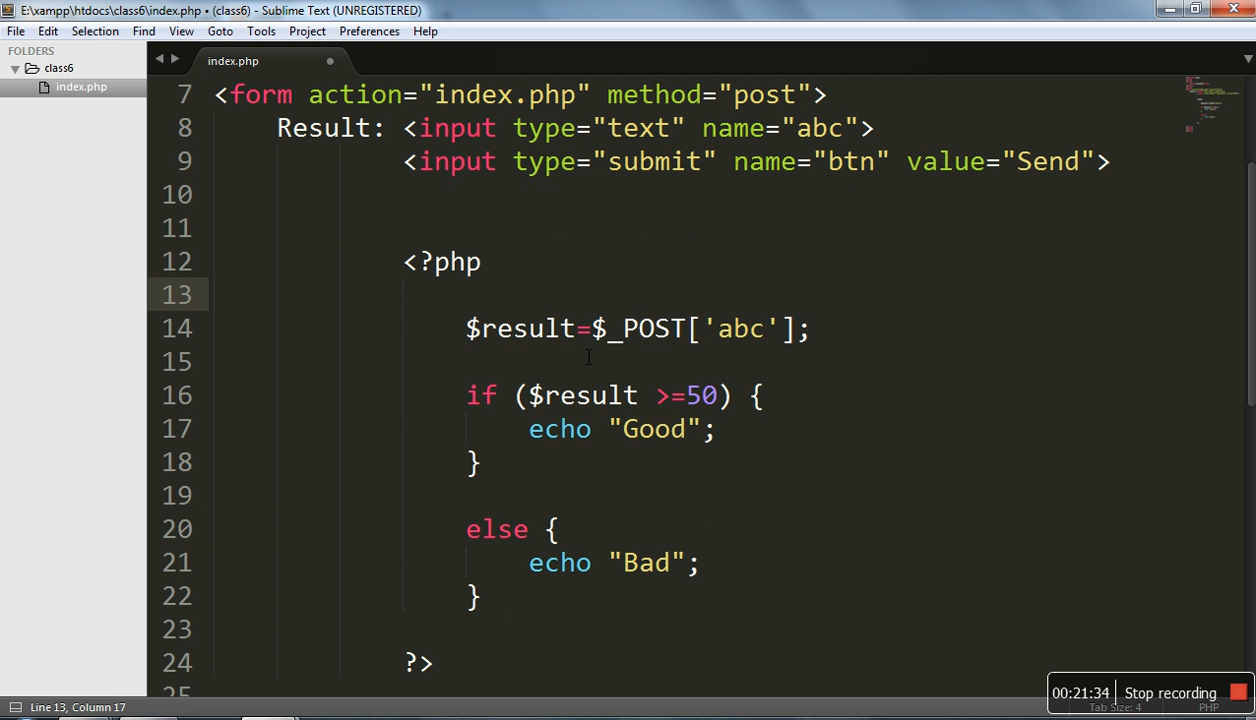 E:\xampp\htdocs\class6\index.php • (class6) - Sublime Text (UNREGISTERED)
File Edit Selection Find View Goto Tools Project Preferences Help
FOLDERS
class6
index.php
index.php
7 <form action="index.php" method="post">
8 Result: <input type="text" name="abc">
9 <input type="submit" name="btn" value="Send">
10
11
12 <?php
13
14 $result=$_POST['abc'];
15
16 if ($result >=50) {
17 echo "Good";
18 }
19
20 else {
21 echo "Bad";
22 }
23
24 ?>
25
00:21:34 Stop recording
Line 13, Column 17
Tab Size: 4 PHP